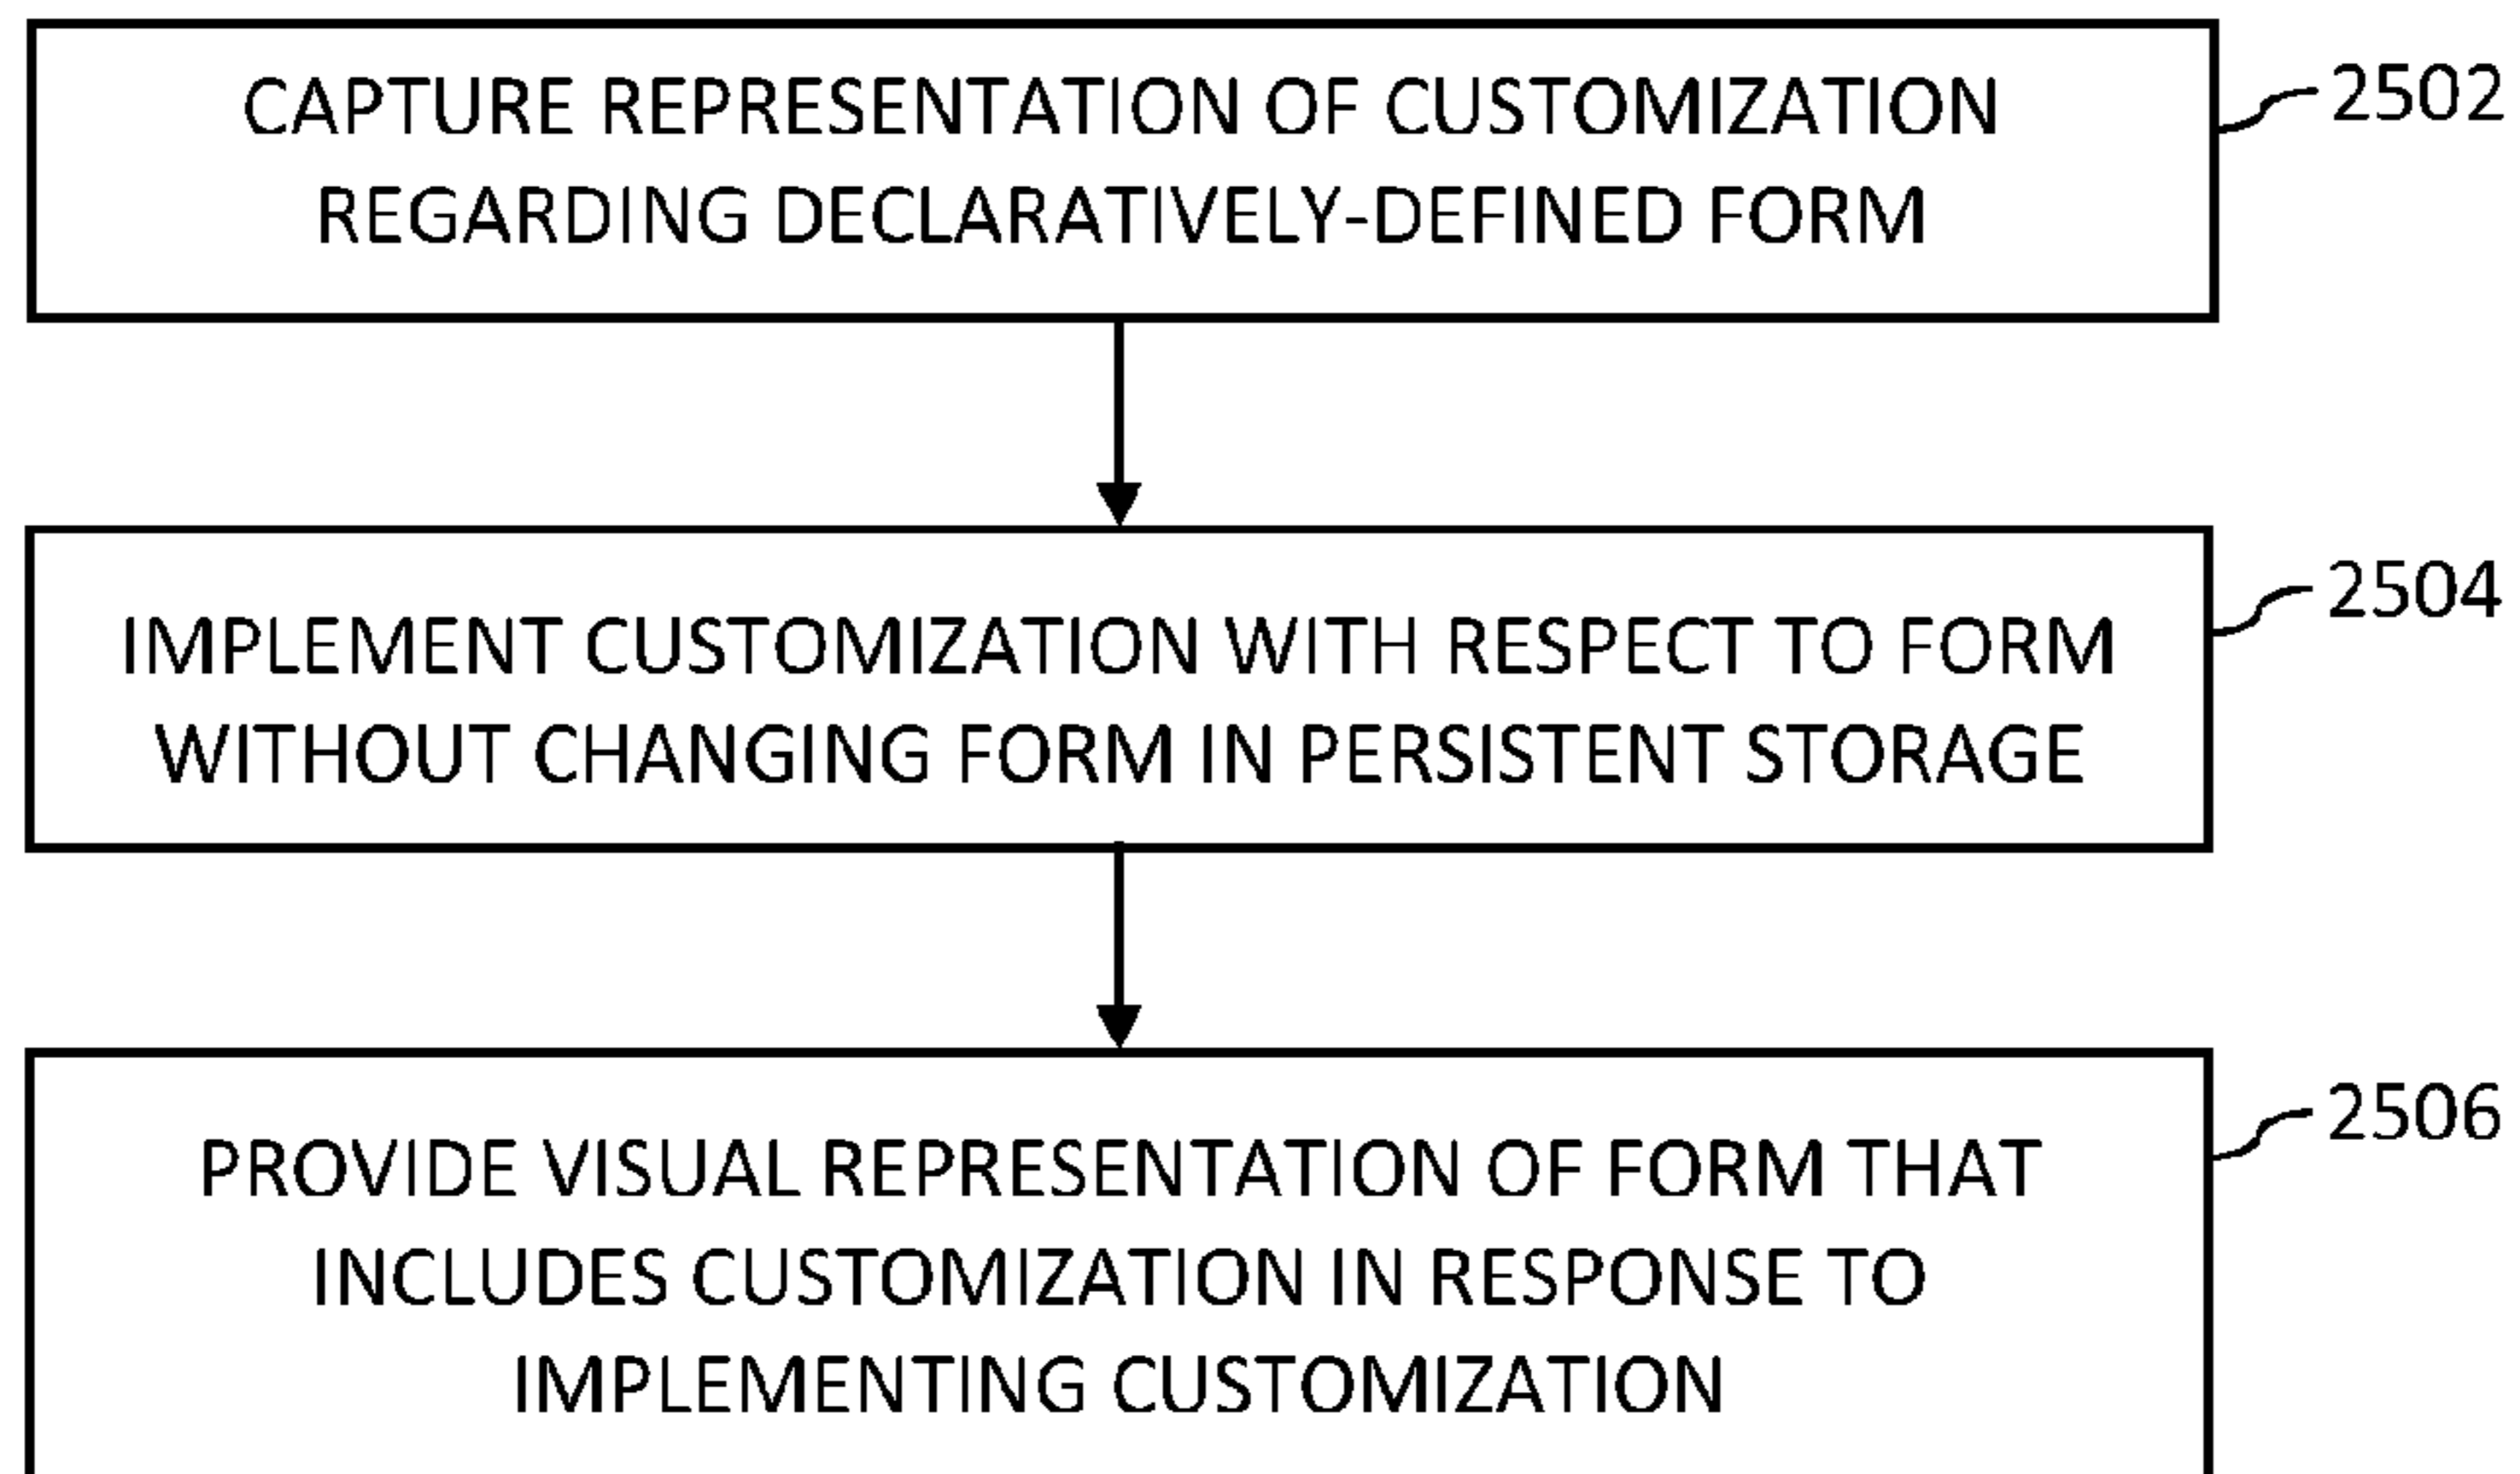 CAPTURE REPRESENTATION OF CUSTOMIZATION
REGARDING DECLARATIVELY-DEFINED FORM
2502
IMPLEMENT CUSTOMIZATION WITH RESPECT TO FORM
WITHOUT CHANGING FORM IN PERSISTENT STORAGE
2504
PROVIDE VISUAL REPRESENTATION OF FORM THAT
INCLUDES CUSTOMIZATION IN RESPONSE TO
IMPLEMENTING CUSTOMIZATION
2506